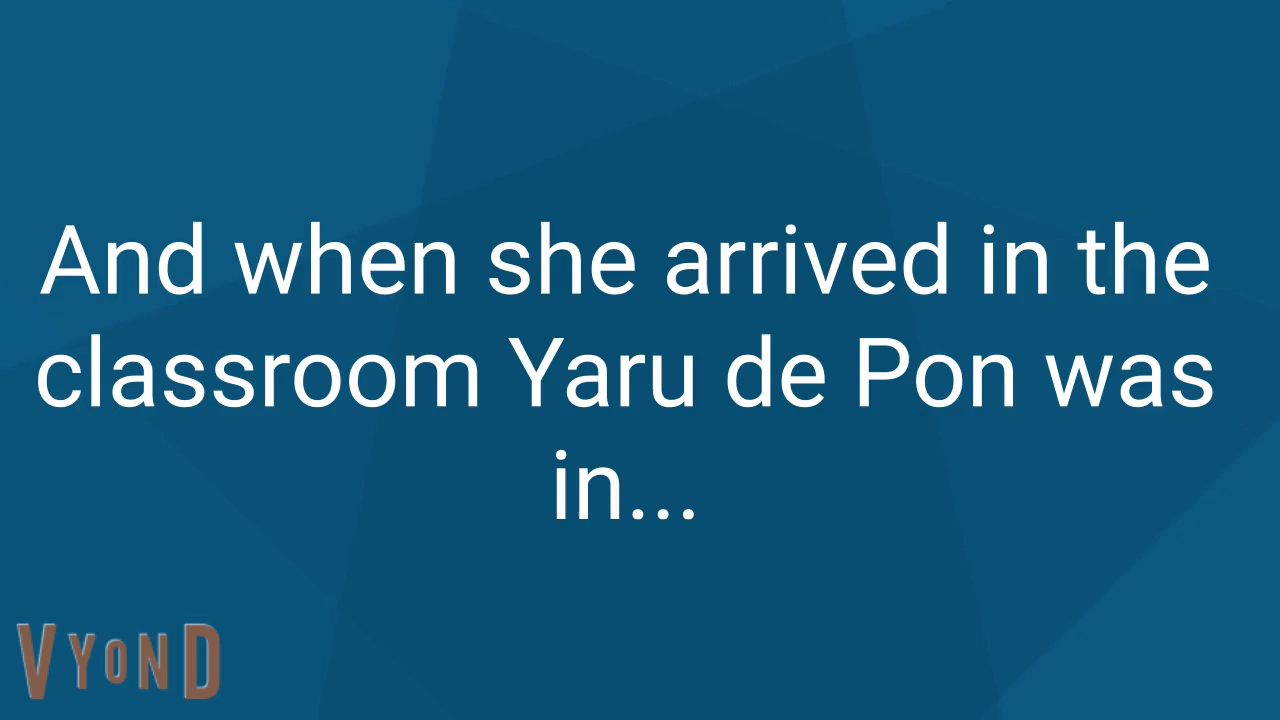 And when she arrived in the
classroom Yaru de Pon was
in...
VYOND